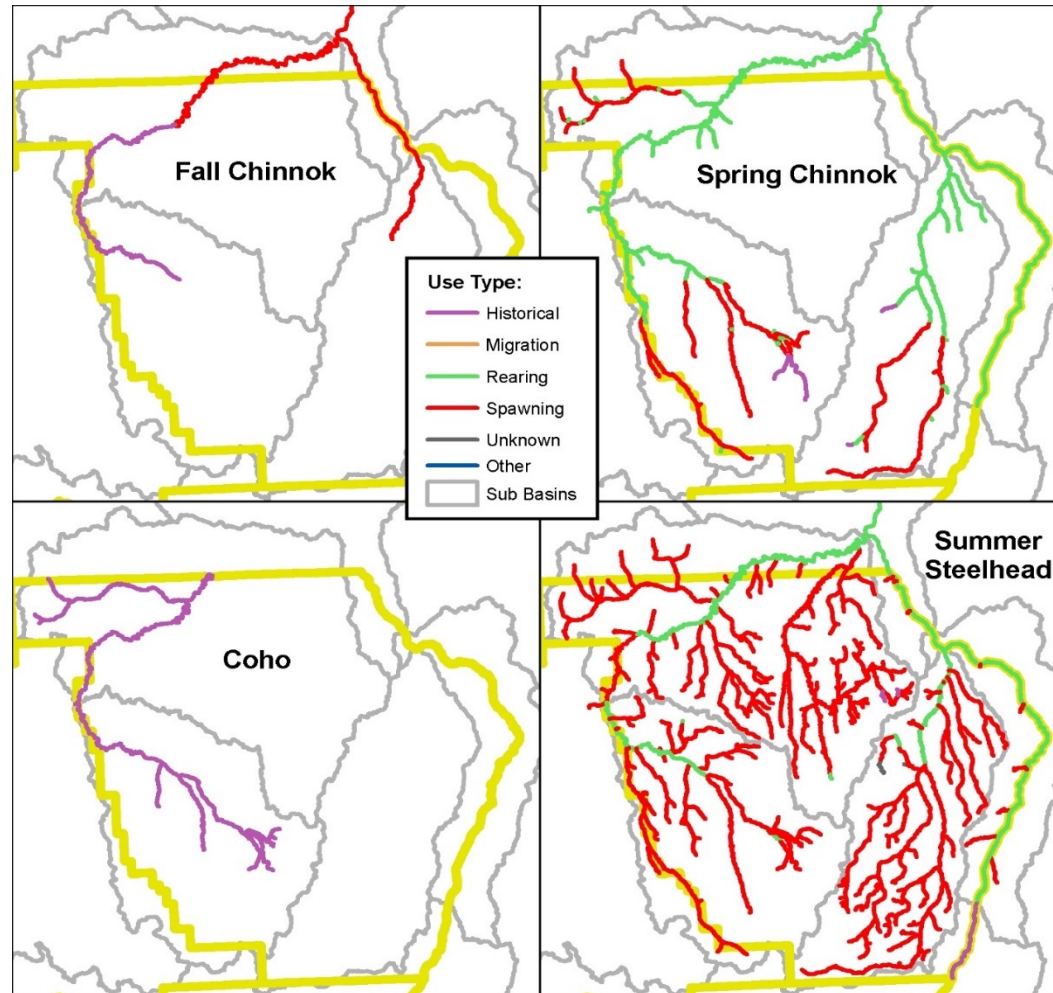 Fall Chinnok
Spring Chinnok
Use Type:
Historical
Migration
Rearing
Spawning
Unknown
Other
Sub Basins
Coho
Summer
Steelhead